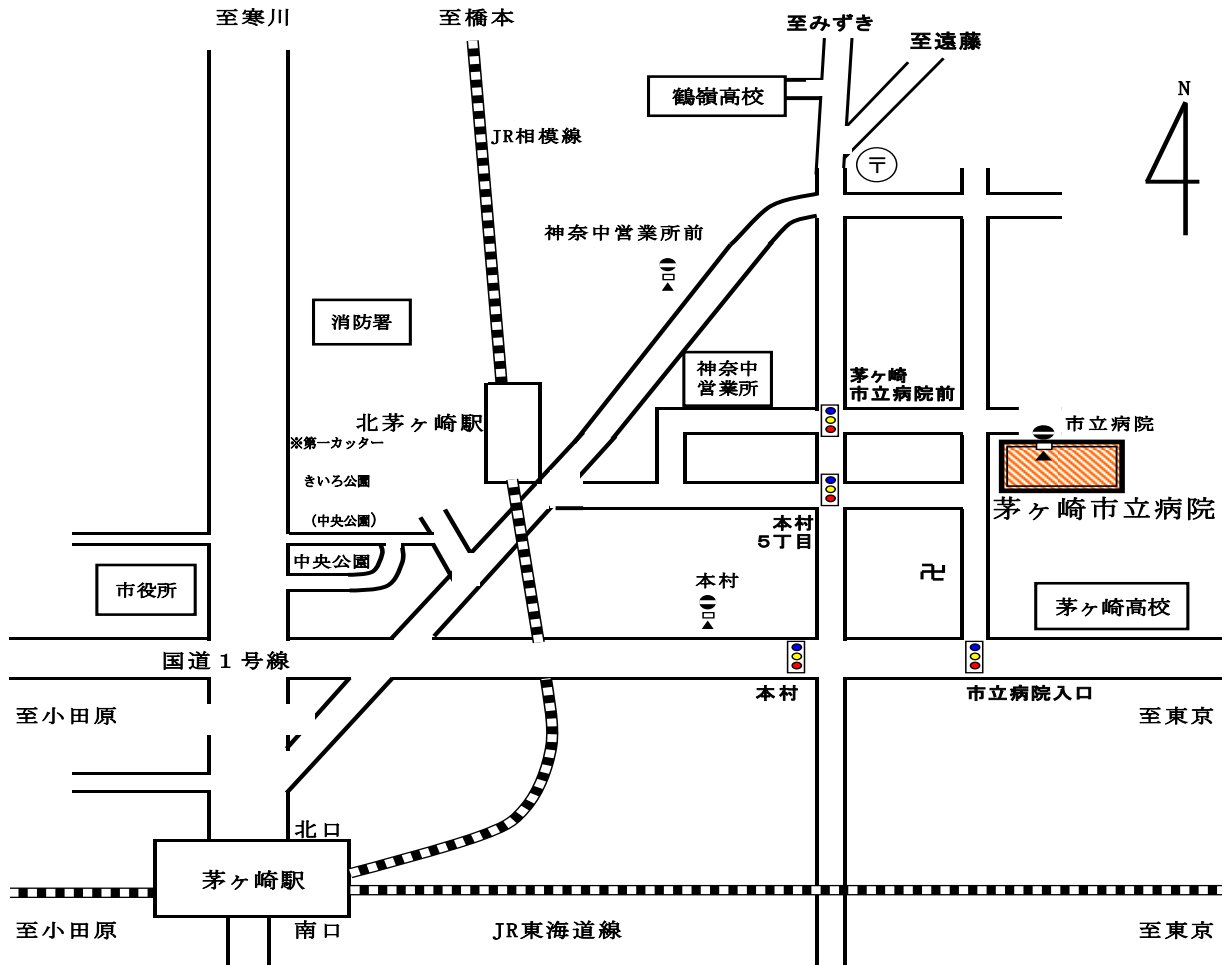 至寒川
至橋本
至みずき
至遠藤
鶴嶺高校
N
JR相模線
〒
神奈中営業所前
消防署
神奈中
営業所
茅ヶ崎
市立病院前
北茅ヶ崎駅
市立病院
※第一カッター
きいろ公園
(中央公園)
茅ヶ崎市立病院
本村
5丁目
中央公園
市役所
本村
卍
茅ヶ崎高校
国道1号線
本村
市立病院入口
至小田原
至東京
北口
茅ヶ崎駅
至小田原
南口
JR東海道線
至東京